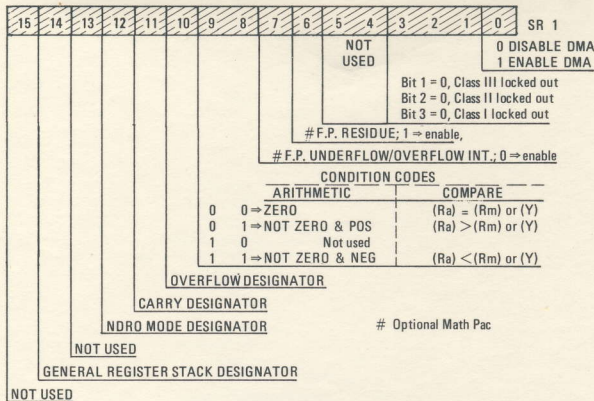 15 14 13 12 11 10 9 8 7 6 5 4 3 2 1 0 SR 1
NOT USED
0 DISABLE DMA
1 ENABLE DMA
Bit 1 = 0, Class III locked out
Bit 2 = 0, Class II locked out
Bit 3 = 0, Class I locked out
# F.P. RESIDUE; 1 ⇒ enable,
# F.P. UNDERFLOW/OVERFLOW INT.; 0 ⇒ enable
CONDITION CODES
ARITHMETIC COMPARE
0 0 ⇒ ZERO (Ra) = (Rm) or (Y)
0 1 ⇒ NOT ZERO & POS (Ra) > (Rm) or (Y)
1 0 Not used
1 1 ⇒ NOT ZERO & NEG (Ra) < (Rm) or (Y)
OVERFLOW DESIGNATOR
CARRY DESIGNATOR
NDRO MODE DESIGNATOR
# Optional Math Pac
NOT USED
GENERAL REGISTER STACK DESIGNATOR
NOT USED